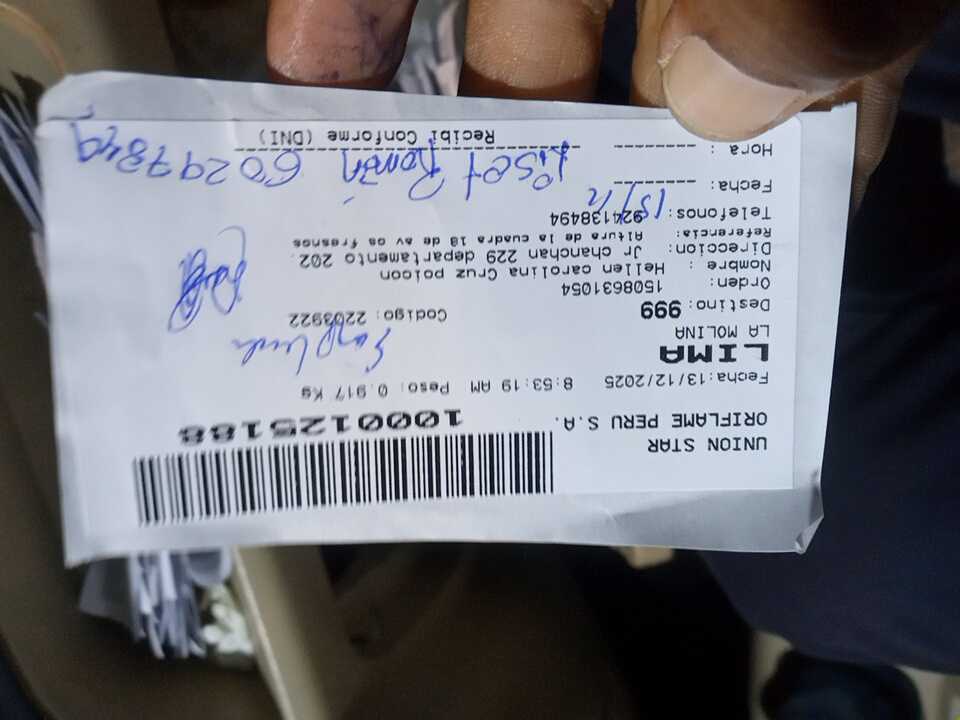 UNION STAR
ORIFLAME PERU S.A.
1000125188
Fecha:13/12/2025 8:53:19 AM Peso: 0.917 Kg
LIMA
LA MOLINA
Destino: 999 Codigo: 2203922
Orden : 1508631054
Nombre : Hellen carolina Cruz poicon
Direccion: Jr chanchan 229 departamento 202.
Referencia: Altura de la cuadra 18 de av os fresnos
Telefonos: 924138494
Fecha: 15/12
Hora :
Liset Román 60297849
Recibi Conforme (DNI)